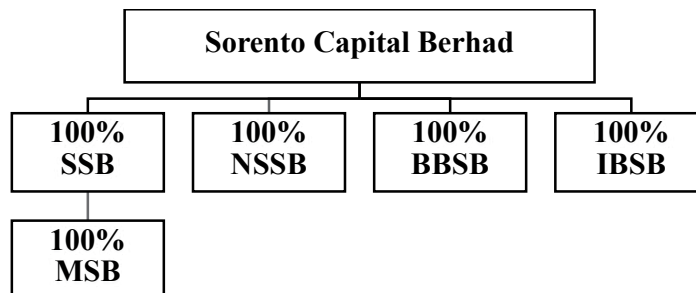 Sorento Capital Berhad
100%
SSB
100%
NSSB
100%
BBSB
100%
IBSB
100%
MSB